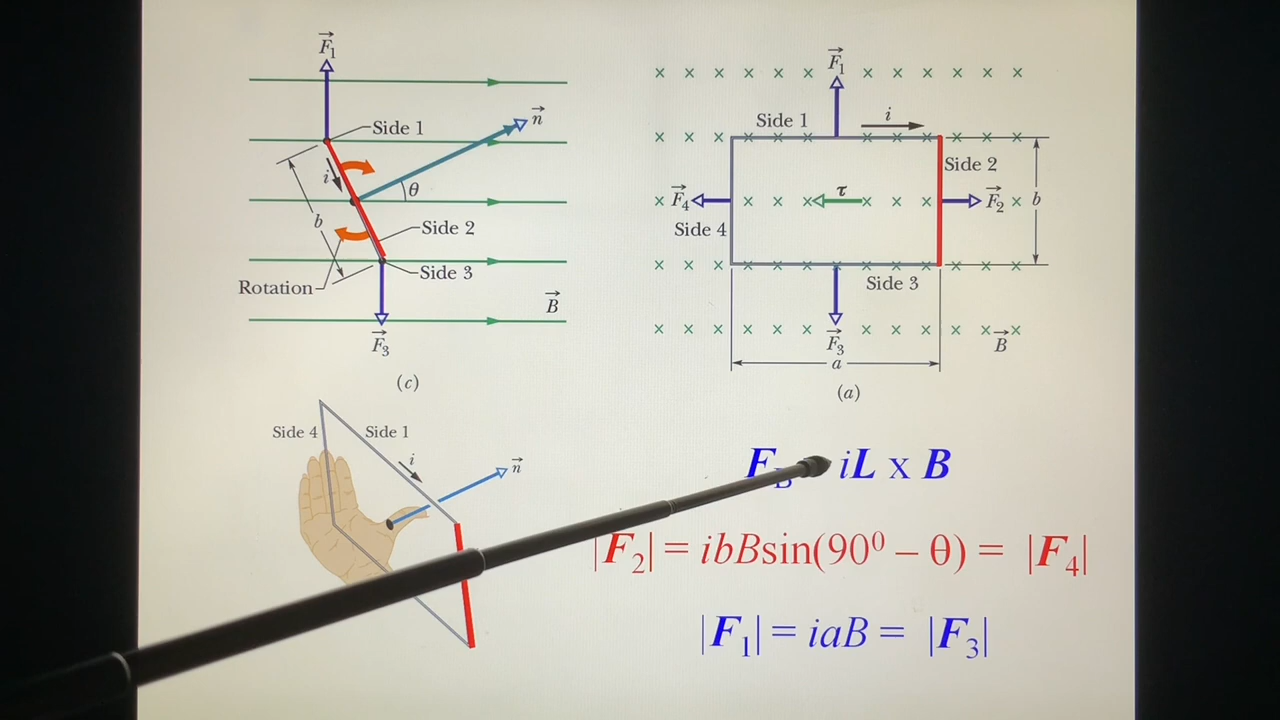 F₁
Side 1
n
i
θ
b
Side 2
Side 3
Rotation
B
F₃
(c)
F₁
Side 1
i
Side 2
F₄
τ
F₂
b
Side 4
Side 3
F₃
B
a
(a)
Side 4
Side 1
i
n
F_B iL x B
|F₂| = ibBsin(90⁰ – θ) = |F₄|
|F₁| = iaB = |F₃|